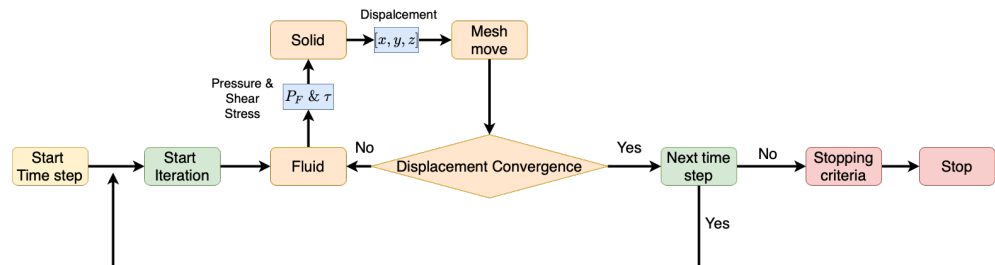 Dispalcement
Solid
[x, y, z]
Mesh
move
Pressure &
Shear
Stress
P_F & τ
Start
Time step
Start
Iteration
Fluid
No
Displacement Convergence
Yes
Next time
step
No
Stopping
criteria
Stop
Yes